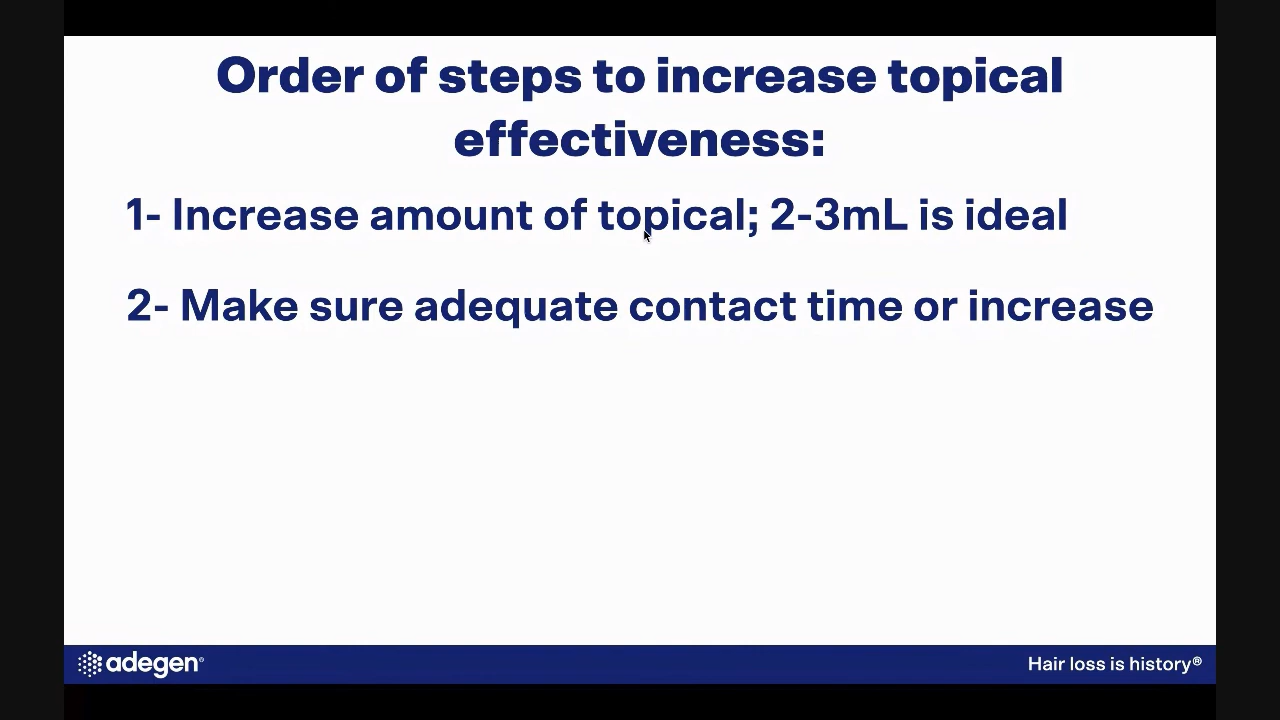 Order of steps to increase topical
effectiveness:
1- Increase amount of topical; 2-3mL is ideal
2- Make sure adequate contact time or increase
adegen®
Hair loss is history®